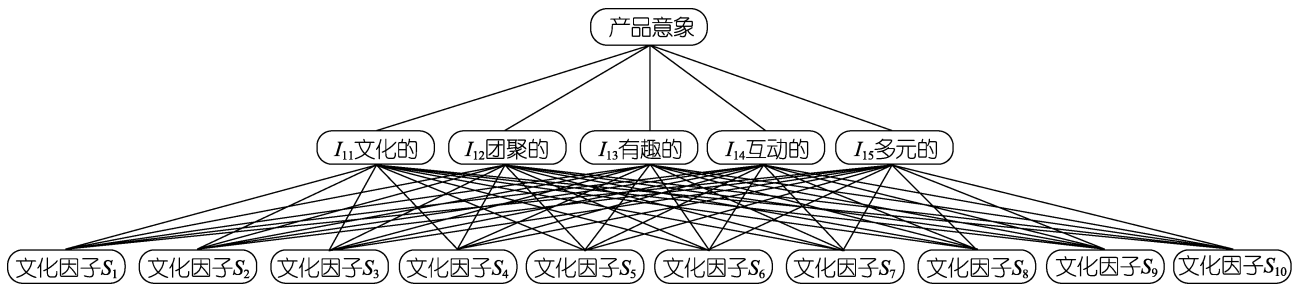 产品意象
I₁₁文化的 I₁₂团聚的 I₁₃有趣的 I₁₄互动的 I₁₅多元的
文化因子S₁ 文化因子S₂ 文化因子S₃ 文化因子S₄ 文化因子S₅ 文化因子S₆ 文化因子S₇ 文化因子S₈ 文化因子S₉ 文化因子S₁₀